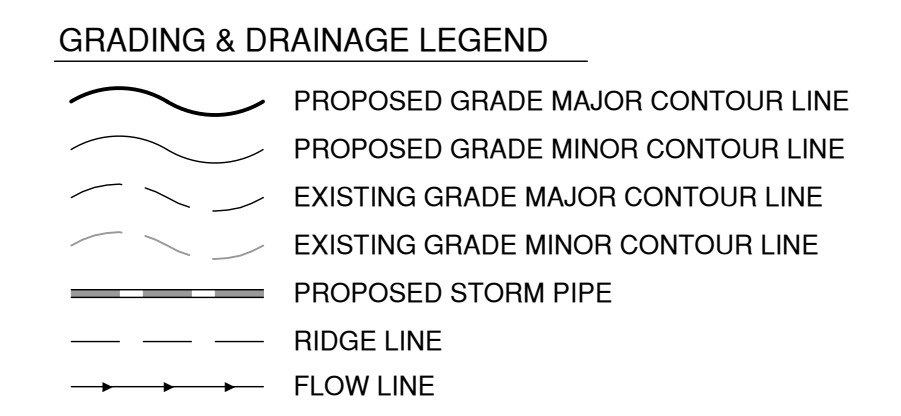 GRADING & DRAINAGE LEGEND
PROPOSED GRADE MAJOR CONTOUR LINE
PROPOSED GRADE MINOR CONTOUR LINE
EXISTING GRADE MAJOR CONTOUR LINE
EXISTING GRADE MINOR CONTOUR LINE
PROPOSED STORM PIPE
RIDGE LINE
FLOW LINE